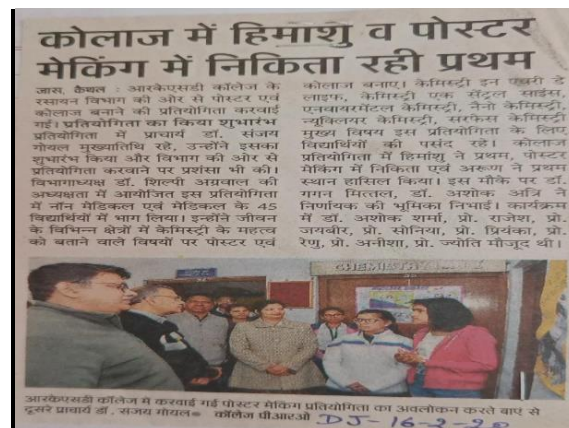 कोलाज में हिमांशु व पोस्टर
मेकिंग में निकिता रही प्रथम
जास, कैथल : आरकेएसडी कॉलेज के
रसायन विभाग की ओर से पोस्टर एवं
कोलाज बनाने की प्रतियोगिता करवाई
गई। प्रतियोगिता का किया शुभारंभ
प्रतियोगिता में प्राचार्य डॉ. संजय
गोयल मुख्यातिथि रहे, उन्होंने इसका
शुभारंभ किया और विभाग की ओर से
प्रतियोगिता करवाने पर प्रशंसा भी की।
विभागाध्यक्ष डॉ. शिल्पी अग्रवाल की
अध्यक्षता में आयोजित इस प्रतियोगिता
में नॉन मेडिकल एवं मेडिकल के 45
विद्यार्थियों में भाग लिया। इन्होंने जीवन
के विभिन्न क्षेत्रों में केमिस्ट्री के महत्व
को बताने वाले विषयों पर पोस्टर एवं
कोलाज बनाए। केमिस्ट्री इन एवरी डे
लाइफ, केमिस्ट्री एक सेंट्रल साइंस,
एनवायरमेंटल केमिस्ट्री, नैनो केमिस्ट्री,
न्यूक्लियर केमिस्ट्री, सरफेस केमिस्ट्री
मुख्य विषय इस प्रतियोगिता के लिए
विद्यार्थियों की पसंद रहे। कोलाज
प्रतियोगिता में हिमांशु ने प्रथम, पोस्टर
मेकिंग में निकिता एवं अरूण ने प्रथम
स्थान हासिल किया। इस मौके पर डॉ.
गगन मित्तल, डॉ. अशोक अत्रि ने
निर्णायक की भूमिका निभाई। कार्यक्रम
में डॉ. अशोक शर्मा, प्रो. राजेश, प्रो.
जयबीर, प्रो. सोनिया, प्रो. प्रियंका, प्रो.
रेणु, प्रो. अनीशा, प्रो. ज्योति मौजूद थी।
CHEMISTRY
आरकेएसडी कॉलेज में करवाई गई पोस्टर मेकिंग प्रतियोगिता का अवलोकन करते बाएं से
दूसरे प्राचार्य डॉ. संजय गोयल● कॉलेज पीआरओ DJ-16-2-20